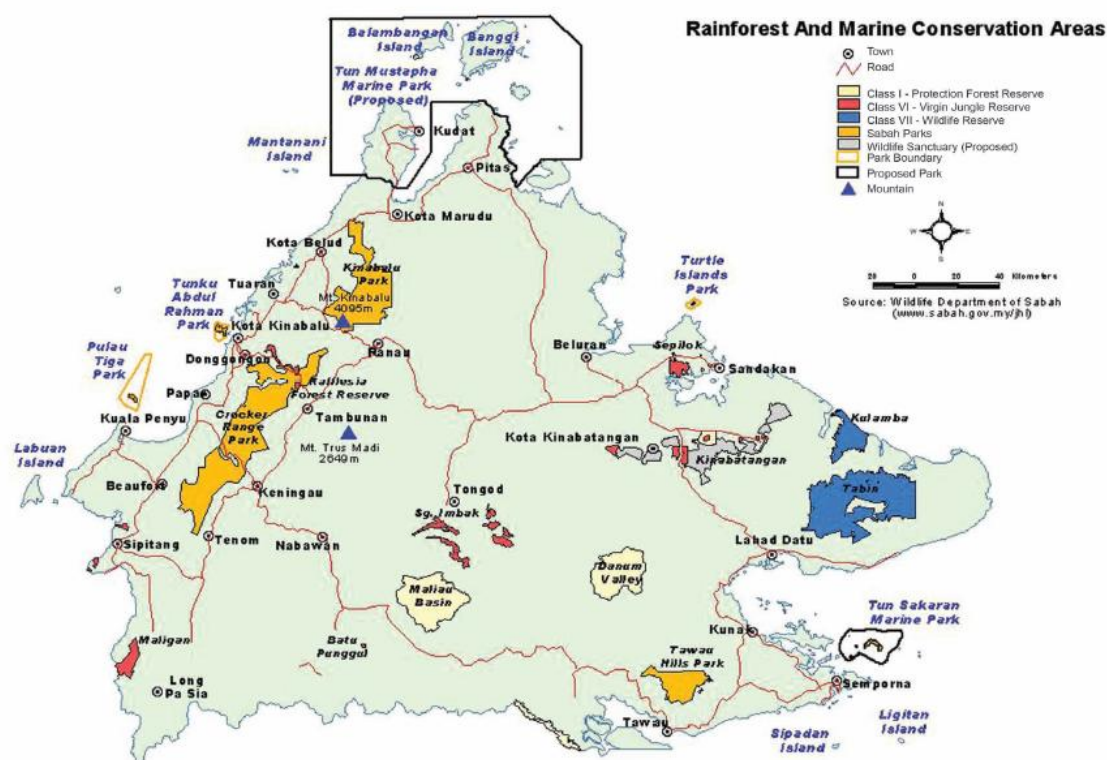 Rainforest And Marine Conservation Areas
Town
Road
Class I - Protection Forest Reserve
Class VI - Virgin Jungle Reserve
Class VII - Wildlife Reserve
Sabah Parks
Wildlife Sanctuary (Proposed)
Park Boundary
Proposed Park
Mountain
N
W
E
S
20
0
20
40
Kilometers
Source: Wildlife Department of Sabah
(www.sabah.gov.my/jhl)
Balambangan
Island
Banggi
Island
Tun Mustapha
Marine Park
(Proposed)
Kudat
Mantanani
Island
Pitas
Kota Marudu
Kota Belud
Kinabalu
Park
Tuaran
Mt. Kinabalu
4095m
Tunku
Abdul
Rahman
Park
Kota Kinabalu
Turtle
Islands
Park
Donggongon
Ranau
Beluran
Sepilok
Sandakan
Pulau
Tiga
Park
Papar
Forest Reserve
Crocker
Range
Park
Tambunan
Kuala Penyu
Mt. Trus Madi
2649m
Kota Kinabatangan
Kinabatangan
Kulamba
Labuan
Island
Beaufort
Keningau
Tongod
Sg. Imbak
Tabin
Sipitang
Tenom
Nabawan
Lahad Datu
Danum
Valley
Maliau
Basin
Tun Sakaran
Marine Park
Maligan
Batu
Punggul
Kunak
Tawau
Hills Park
Long
Pa Sia
Semporna
Tawau
Sipadan
Island
Ligitan
Island